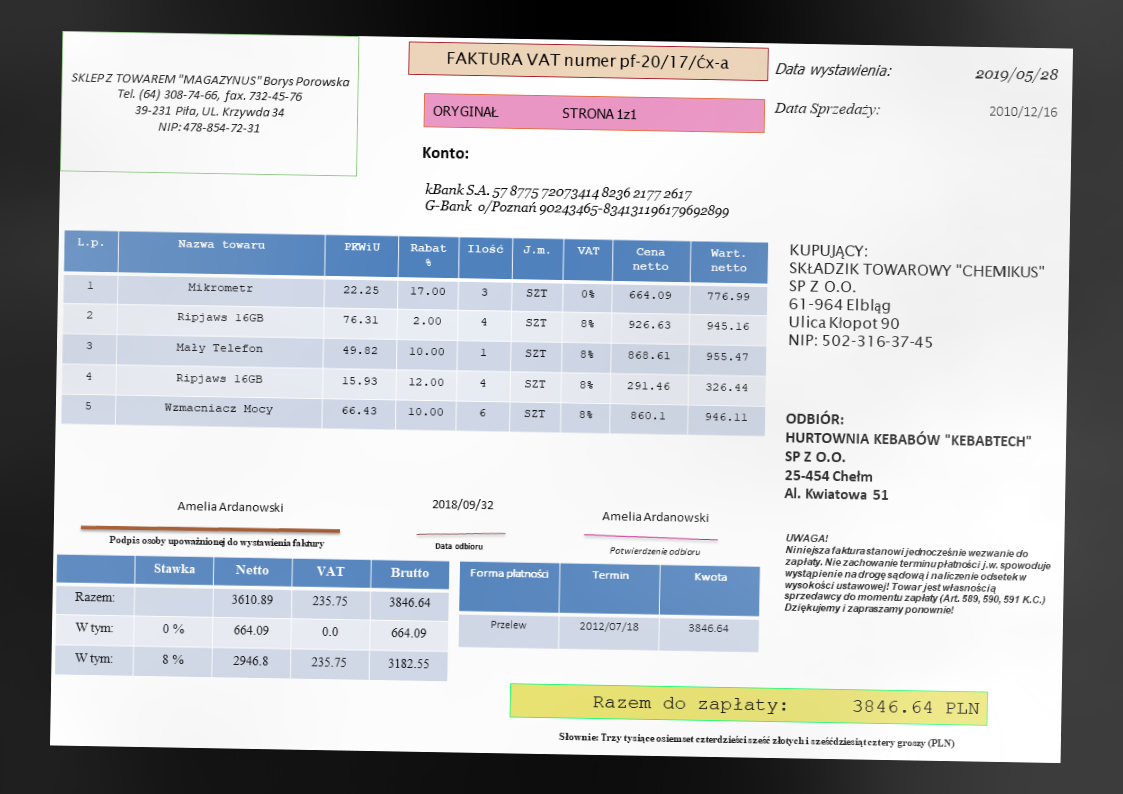 SKLEP Z TOWAREM "MAGAZYNUS" Borys Porowska
Tel. (64) 308-74-66, fax. 732-45-76
39-231 Piła, UL. Krzywda 34
NIP: 478-854-72-31
FAKTURA VAT numer pf-20/17/ćx-a
ORYGINAŁ STRONA 1z1
Data wystawienia: 2019/05/28
Data Sprzedaży: 2010/12/16
Konto:
kBank S.A. 57 8775 72073414 8236 2177 2617
G-Bank o/Poznań 90243465-834131196179692899
L.p. Nazwa towaru PKWiU Rabat % Ilość J.m. VAT Cena netto Wart. netto
1 Mikrometr 22.25 17.00 3 SZT 0% 664.09 776.99
2 Ripjaws 16GB 76.31 2.00 4 SZT 8% 926.63 945.16
3 Mały Telefon 49.82 10.00 1 SZT 8% 868.61 955.47
4 Ripjaws 16GB 15.93 12.00 4 SZT 8% 291.46 326.44
5 Wzmacniacz Mocy 66.43 10.00 6 SZT 8% 860.1 946.11
KUPUJĄCY:
SKŁADZIK TOWAROWY "CHEMIKUS"
SP Z O.O.
61-964 Elbląg
Ulica Kłopot 90
NIP: 502-316-37-45
ODBIÓR:
HURTOWNIA KEBABÓW "KEBABTECH"
SP Z O.O.
25-454 Chełm
Al. Kwiatowa 51
Amelia Ardanowski
Podpis osoby upoważnionej do wystawienia faktury
2018/09/32
Data odbioru
Amelia Ardanowski
Potwierdzenie odbioru
UWAGA!
Niniejsza faktura stanowi jednocześnie wezwanie do
zapłaty. Nie zachowanie terminu płatności j.w. spowoduje
wystąpienie na drogę sądową i naliczenie odsetek w
wysokości ustawowej! Towar jest własnością
sprzedawcy do momentu zapłaty (Art. 589, 590, 591 K.C.)
Dziękujemy i zapraszamy ponownie!
Stawka Netto VAT Brutto
Razem: 3610.89 235.75 3846.64
W tym: 0 % 664.09 0.0 664.09
W tym: 8 % 2946.8 235.75 3182.55
Forma płatności Termin Kwota
Przelew 2012/07/18 3846.64
Razem do zapłaty: 3846.64 PLN
Słownie: Trzy tysiące osiemset czterdzieści sześć złotych i sześćdziesiąt cztery groszy (PLN)